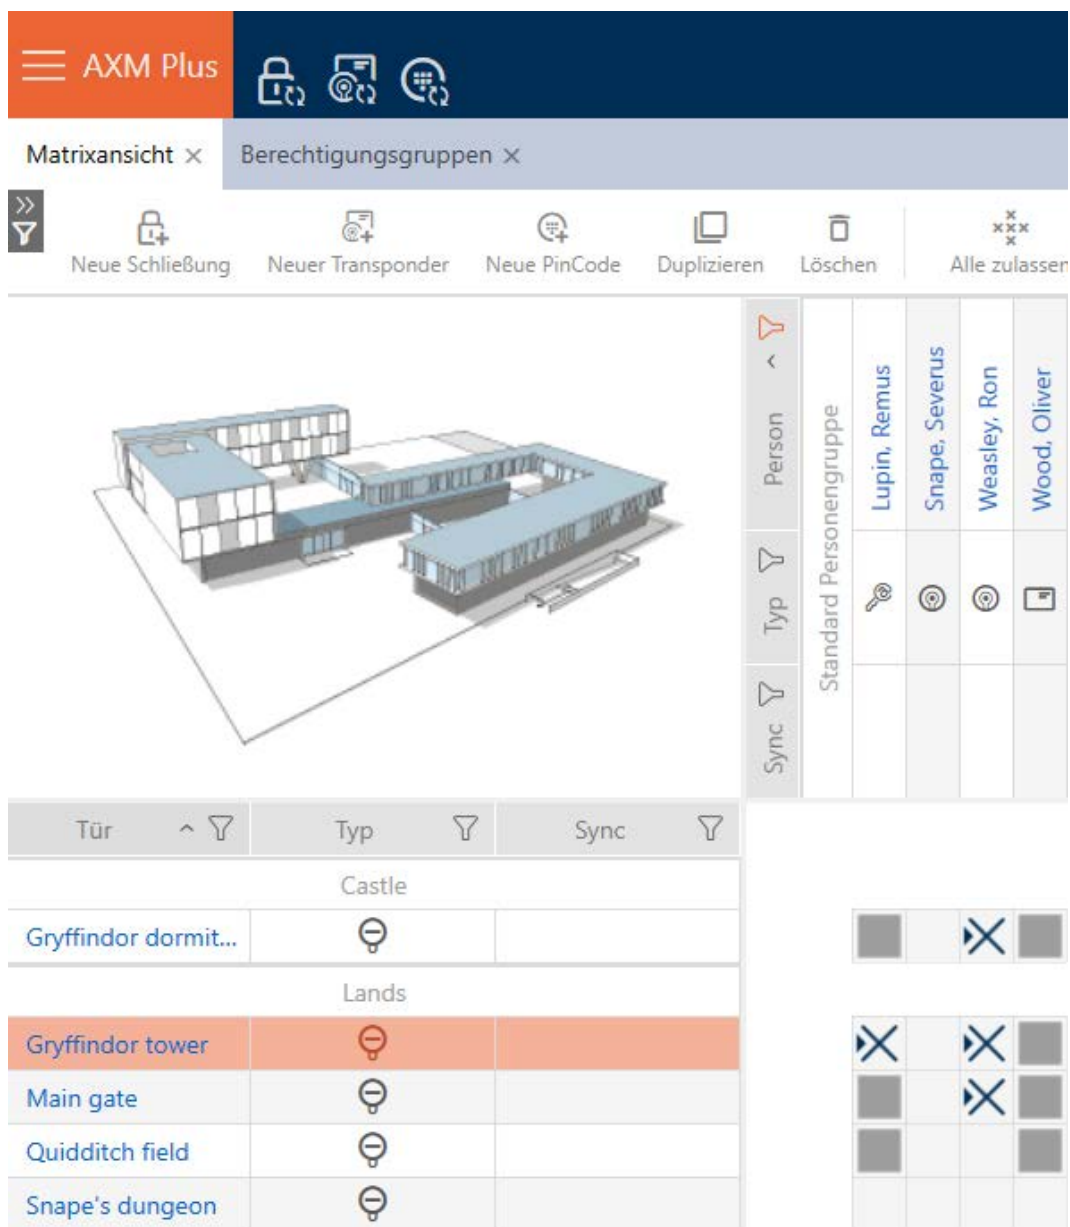 AXM Plus
Matrixansicht
Berechtigungsgruppen
Neue Schließung
Neuer Transponder
Neue PinCode
Duplizieren
Löschen
Alle zulassen
Person
Typ
Sync
Standard Personengruppe
Lupin, Remus
Snape, Severus
Weasley, Ron
Wood, Oliver
Tür
Typ
Sync
Castle
Gryffindor dormit...
Lands
Gryffindor tower
Main gate
Quidditch field
Snape's dungeon